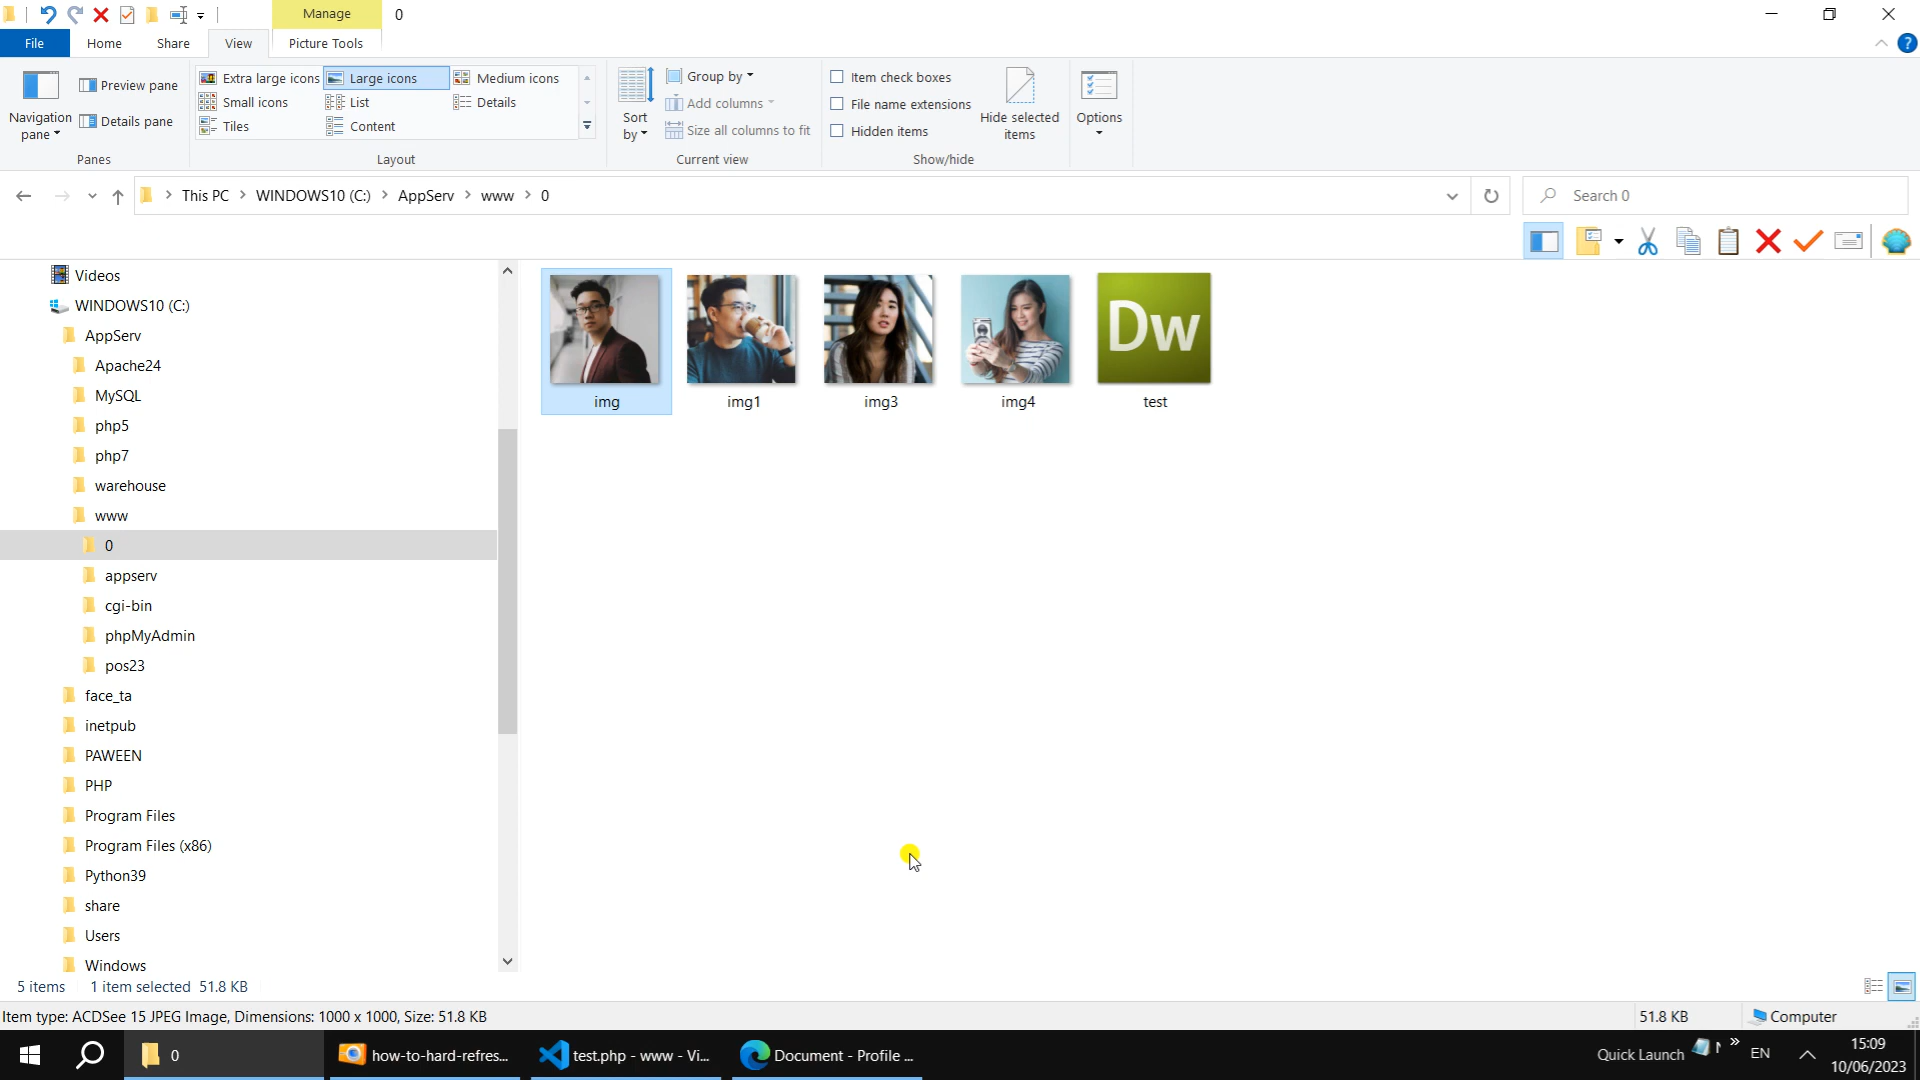 Manage
0
File
Home
Share
View
Picture Tools
Navigation pane
Preview pane
Details pane
Panes
Extra large icons
Large icons
Medium icons
Small icons
List
Details
Tiles
Content
Layout
Sort by
Group by
Add columns
Size all columns to fit
Current view
Item check boxes
File name extensions
Hidden items
Hide selected items
Show/hide
Options
This PC > WINDOWS10 (C:) > AppServ > www > 0
Search 0
Videos
WINDOWS10 (C:)
AppServ
Apache24
MySQL
php5
php7
warehouse
www
0
appserv
cgi-bin
phpMyAdmin
pos23
face_ta
inetpub
PAWEEN
PHP
Program Files
Program Files (x86)
Python39
share
Users
Windows
Dw
img
img1
img3
img4
test
5 items
1 item selected 51.8 KB
Item type: ACDSee 15 JPEG Image, Dimensions: 1000 x 1000, Size: 51.8 KB
51.8 KB
Computer
0
how-to-hard-refres...
test.php - www - Vi...
Document - Profile ...
Quick Launch
EN
15:09
10/06/2023